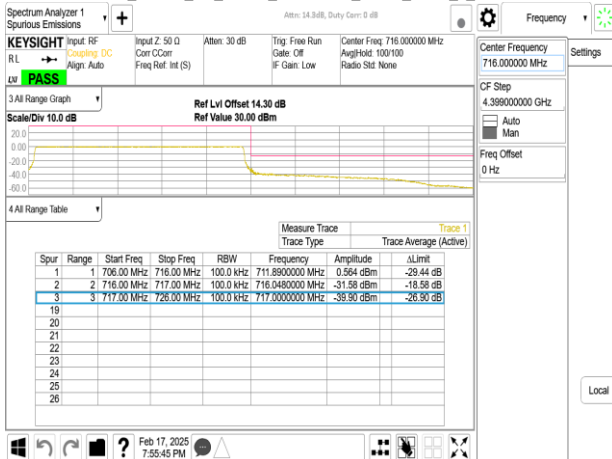 Spectrum Analyzer 1
Spurious Emissions
Attn: 14.8dB, Duty Carr: 0 dB
Frequency
KEYSIGHT
RL
LXI
PASS
Input: RF
Coupling: DC
Align: Auto
Input Z: 50 Ω
Corr CCorr
Freq Ref: Int (S)
Atten: 30 dB
Trig: Free Run
Gate: Off
IF Gain: Low
Center Freq: 716.000000 MHz
Avg|Hold: 100/100
Radio Std: None
Center Frequency
716.000000 MHz
Settings
CF Step
4.399000000 GHz
Auto
Man
Freq Offset
0 Hz
3 All Range Graph
Scale/Div 10.0 dB
Ref Lvl Offset 14.30 dB
Ref Value 30.00 dBm
20.0
0.00
-20.0
-40.0
-60.0
4 All Range Table
Measure Trace Trace 1
Trace Type Trace Average (Active)
Spur Range Start Freq Stop Freq RBW Frequency Amplitude ΔLimit
1 1 706.00 MHz 716.00 MHz 100.0 kHz 711.8900000 MHz 0.564 dBm -29.44 dB
2 2 716.00 MHz 717.00 MHz 100.0 kHz 716.0480000 MHz -31.58 dBm -18.58 dB
3 3 717.00 MHz 726.00 MHz 100.0 kHz 717.0000000 MHz -39.90 dBm -26.90 dB
19
20
21
22
23
24
25
26
Local
Feb 17, 2025
7:55:45 PM